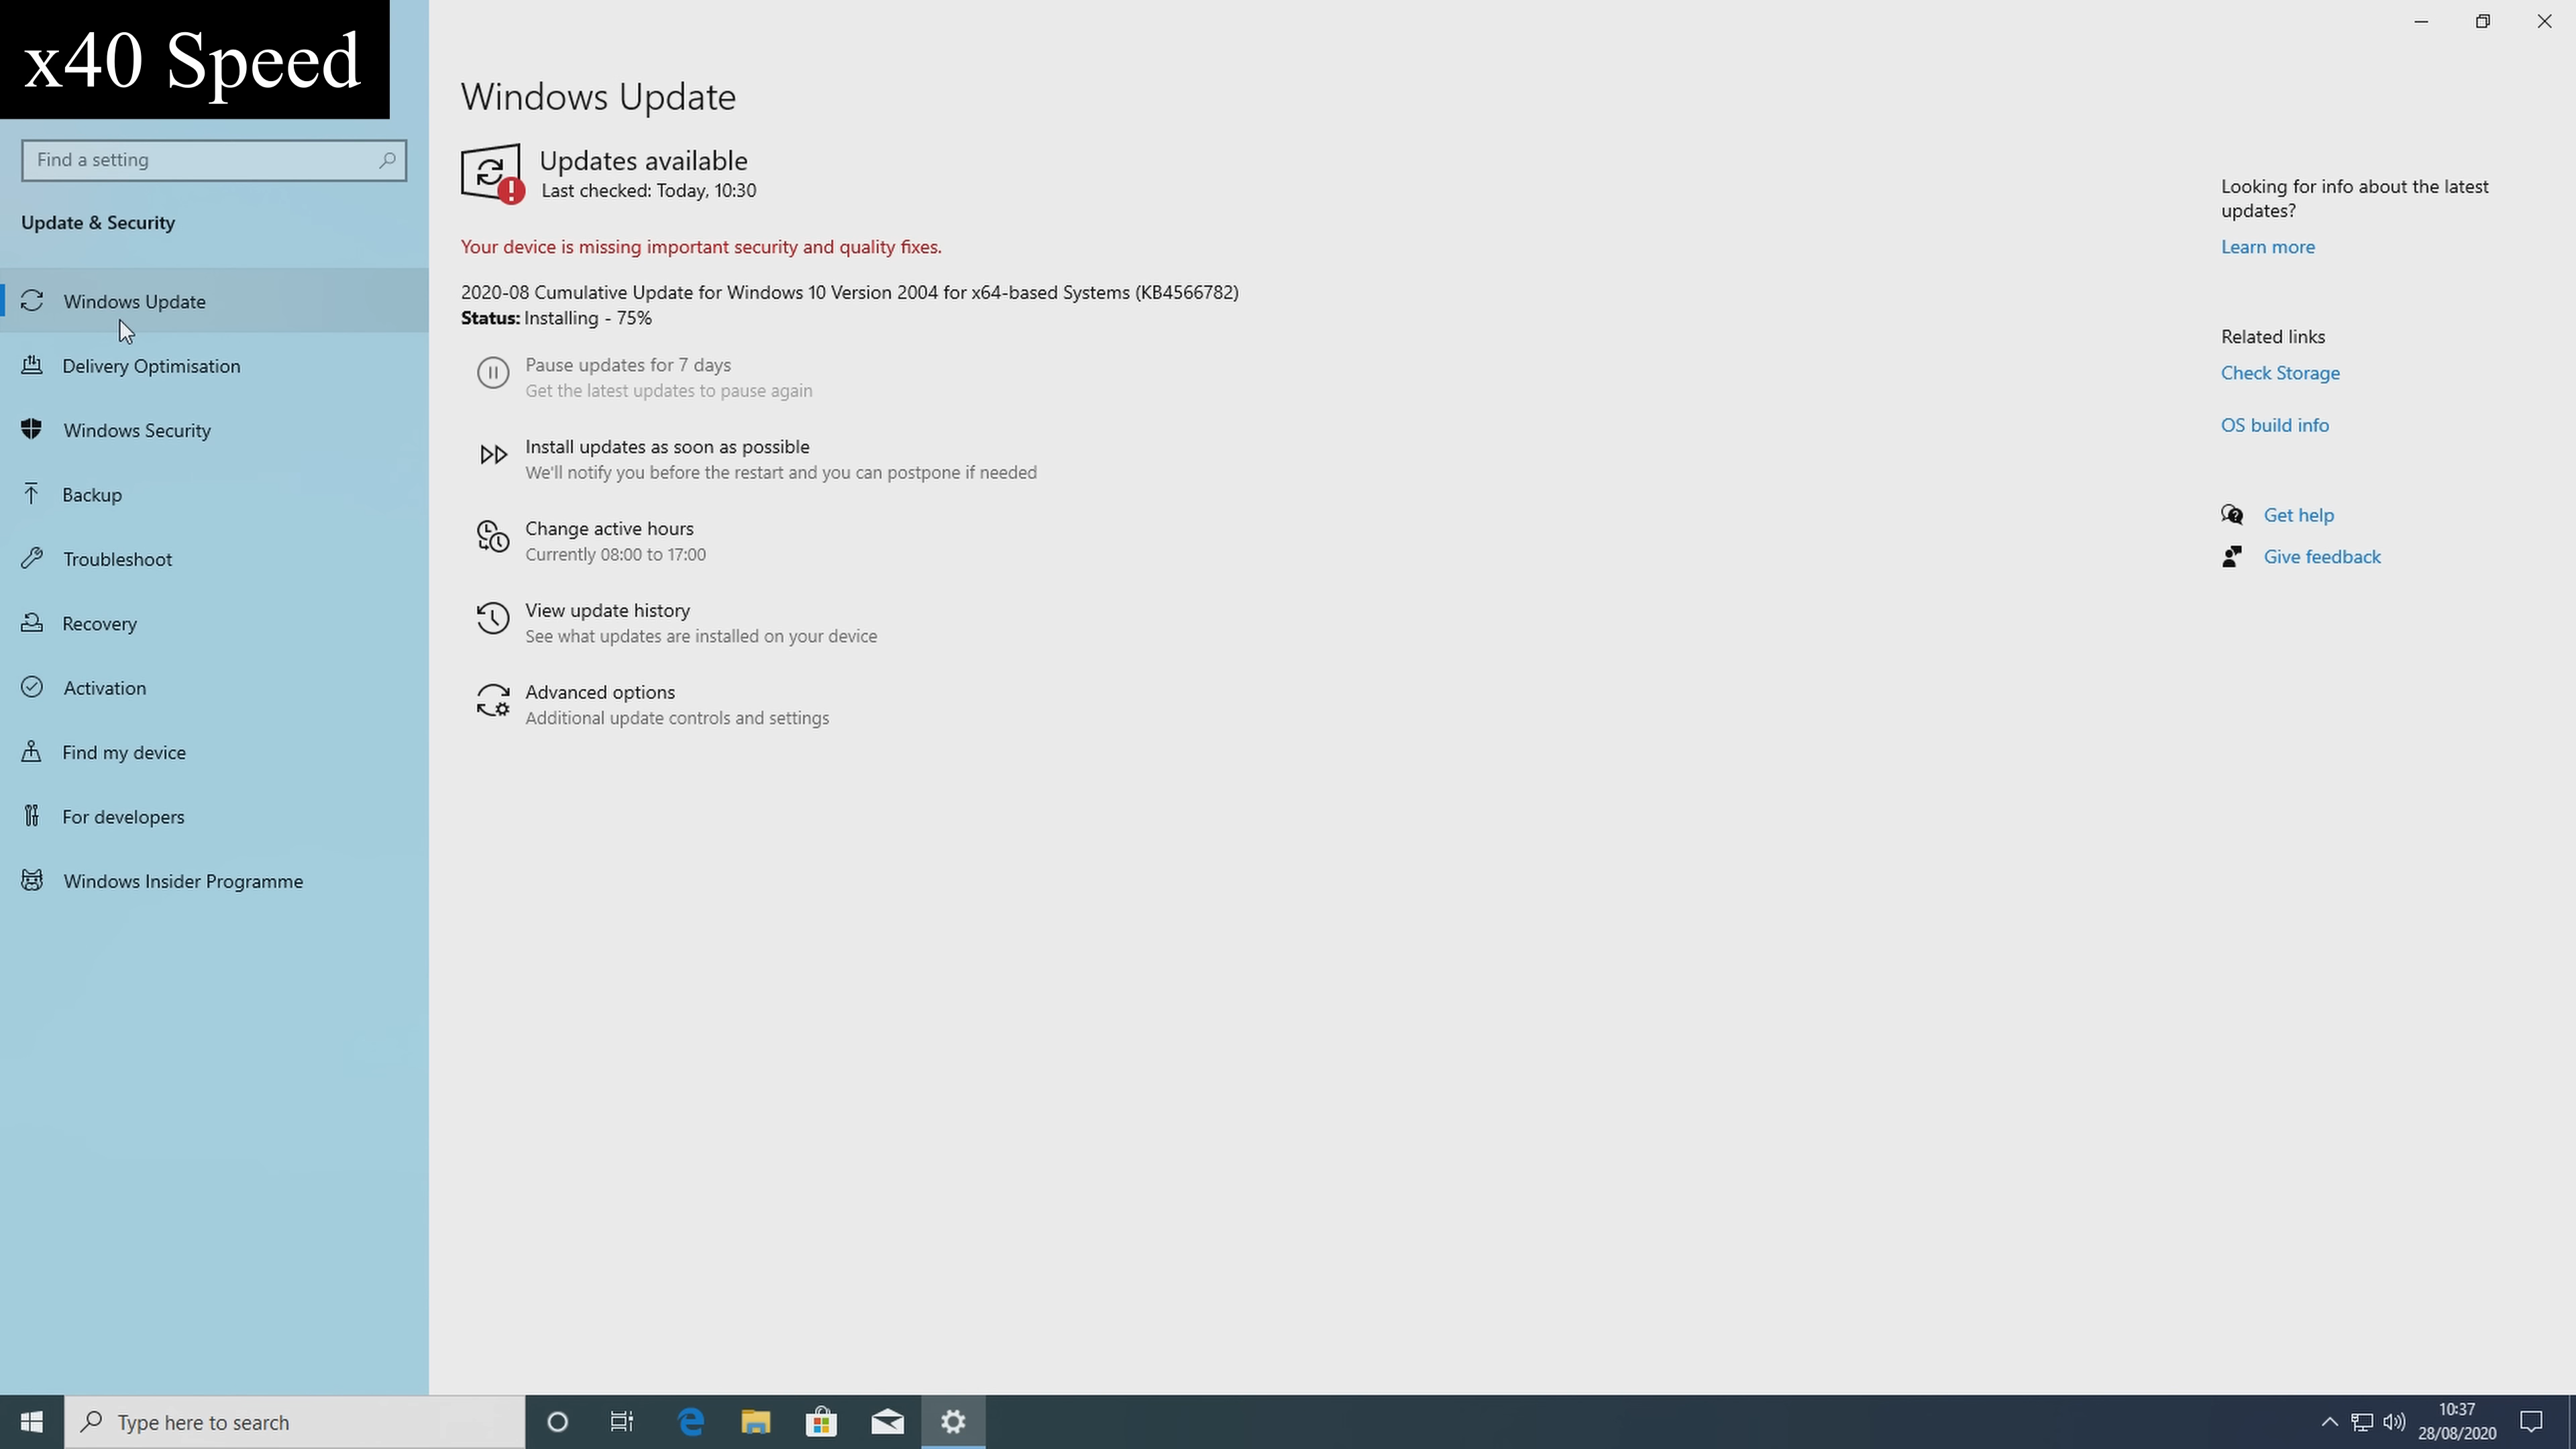 x40 Speed
Find a setting
Update & Security
Windows Update
Delivery Optimisation
Windows Security
Backup
Troubleshoot
Recovery
Activation
Find my device
For developers
Windows Insider Programme
Windows Update
Updates available
Last checked: Today, 10:30
Your device is missing important security and quality fixes.
2020-08 Cumulative Update for Windows 10 Version 2004 for x64-based Systems (KB4566782)
Status: Installing - 75%
Pause updates for 7 days
Get the latest updates to pause again
Install updates as soon as possible
We'll notify you before the restart and you can postpone if needed
Change active hours
Currently 08:00 to 17:00
View update history
See what updates are installed on your device
Advanced options
Additional update controls and settings
Looking for info about the latest
updates?
Learn more
Related links
Check Storage
OS build info
Get help
Give feedback
Type here to search
10:37
28/08/2020